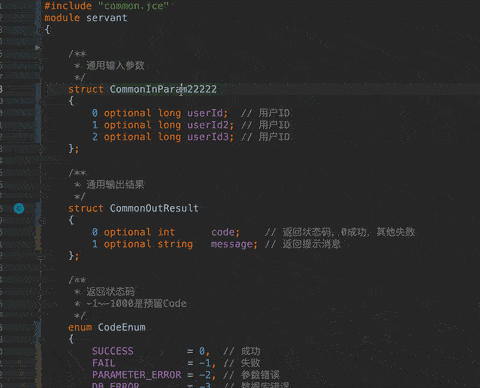 #include "common.jce"
module servant
{
/**
* 通用输入参数
*/
struct CommonInParam22222
{
0 optional long userId; // 用户ID
1 optional long userId2; // 用户ID
2 optional long userId3; // 用户ID
};
/**
* 通用输出结果
*/
struct CommonOutResult
{
0 optional int code; // 返回状态码，0成功，其他失败
1 optional string message; // 返回提示消息
};
/**
* 返回状态码
* -1~-1000是预留Code
*/
enum CodeEnum
{
SUCCESS = 0, // 成功
FAIL = -1, // 失败
PARAMETER_ERROR = -2, // 参数错误
DB_ERROR = -3, // 数据库错误